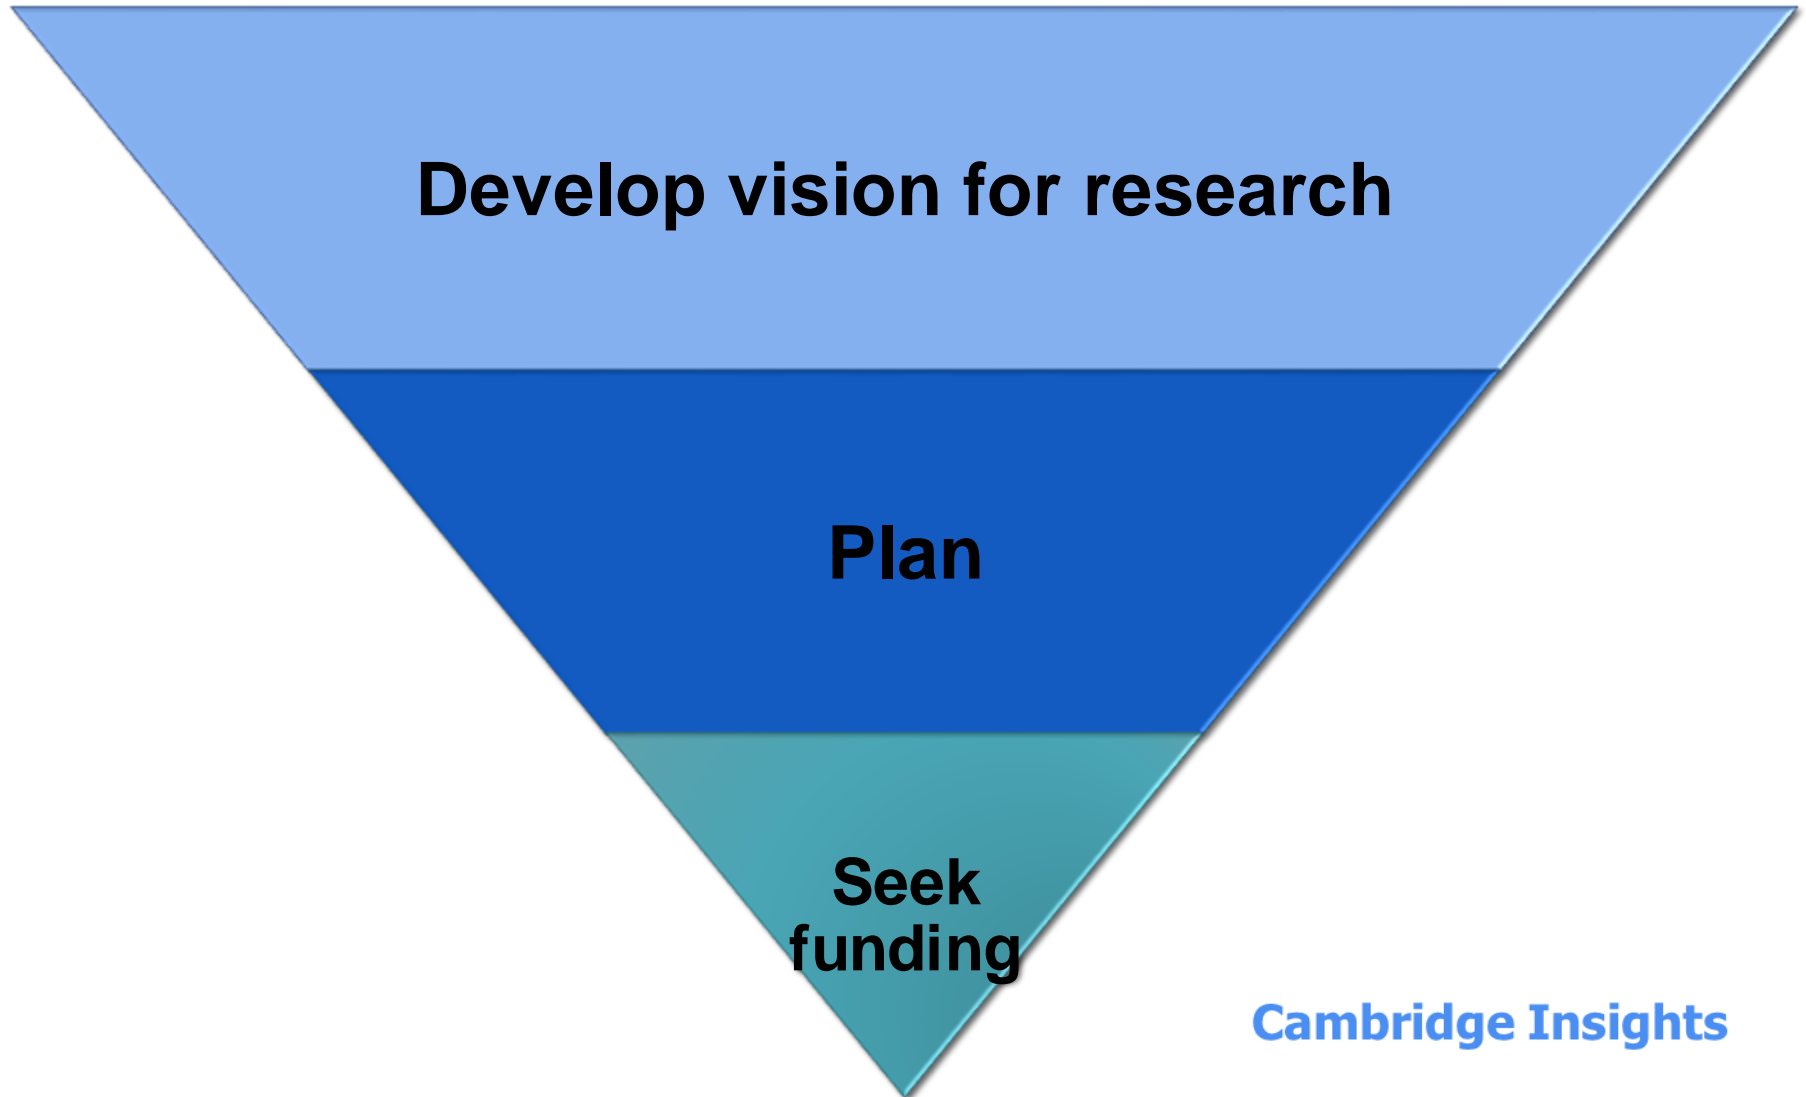 Develop vision for research
Plan
Seek
funding
Cambridge Insights